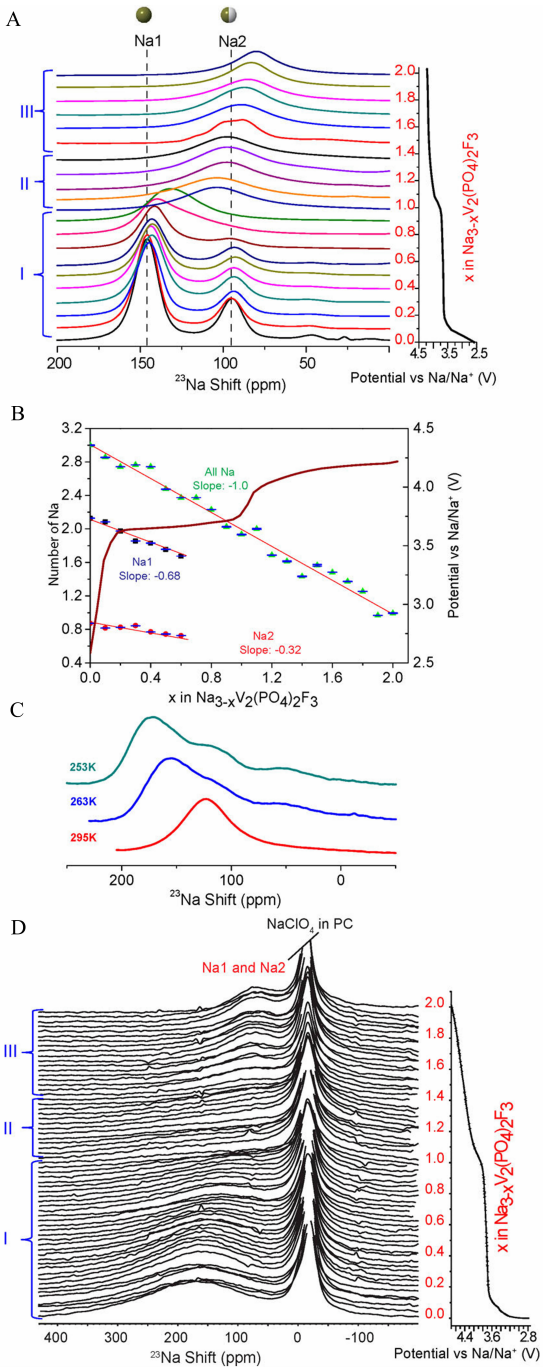 A
Na1
Na2
III
II
I
2.0
1.8
1.6
1.4
1.2
1.0
0.8
0.6
0.4
0.2
0.0
x in Na3-xV2(PO4)2F3
200
150
100
50
4.5
3.5
2.5
23Na Shift (ppm)
Potential vs Na/Na+ (V)
B
3.2
2.8
2.4
2.0
1.6
1.2
0.8
0.4
Number of Na
All Na
Slope: -1.0
Na1
Slope: -0.68
Na2
Slope: -0.32
4.5
4.0
3.5
3.0
2.5
Potential vs Na/Na+ (V)
0.0
0.4
0.8
1.2
1.6
2.0
x in Na3-xV2(PO4)2F3
C
253K
263K
295K
200
100
0
23Na Shift (ppm)
D
NaClO4 in PC
Na1 and Na2
III
II
I
2.0
1.8
1.6
1.4
1.2
1.0
0.8
0.6
0.4
0.2
0.0
x in Na3-xV2(PO4)2F3
400
300
200
100
0
-100
4.4
3.6
2.8
23Na Shift (ppm)
Potential vs Na/Na+ (V)